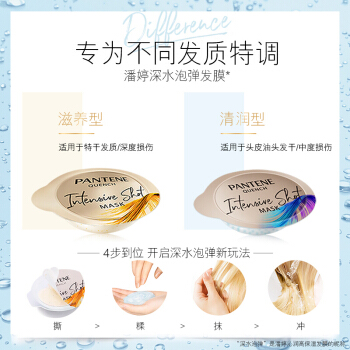 Difference
专为不同发质特调
潘婷深水泡弹发膜*
滋养型
清润型
适用于特干发质/深度损伤
适用于头皮油头发干/中度损伤
PANTENE
QUENCH
Intensive Shot
MASK
PANTENE
QUENCH
Intensive Shot
MASK
4步到位 开启深水泡弹新玩法
撕 > 糅 > 抹 > 冲